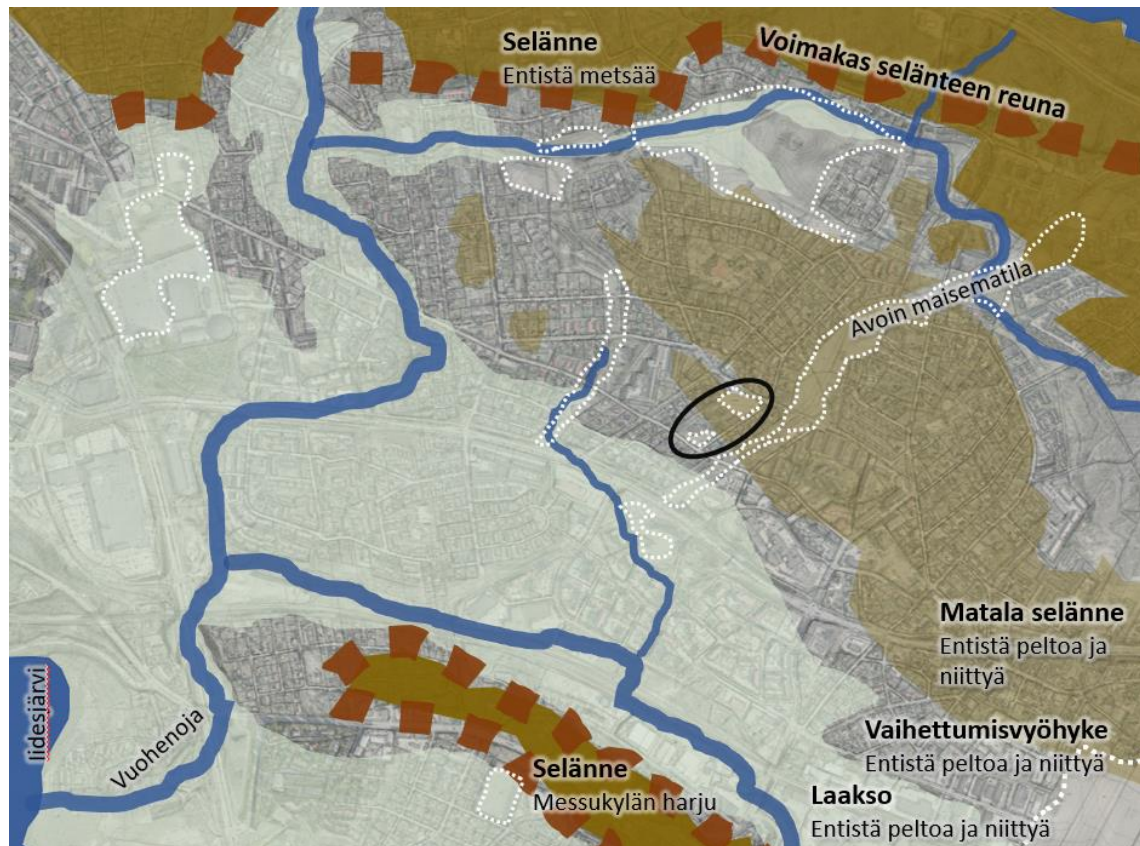 Selänne
Entistä metsää
Voimakas selänteen reuna
Avoin maisematila
Matala selänne
Entistä peltoa ja
niittyä
Iidesjärvi
Vuohenoja
Vaihettumisvyöhyke
Entistä peltoa ja niittyä
Selänne
Messukylän harju
Laakso
Entistä peltoa ja niittyä